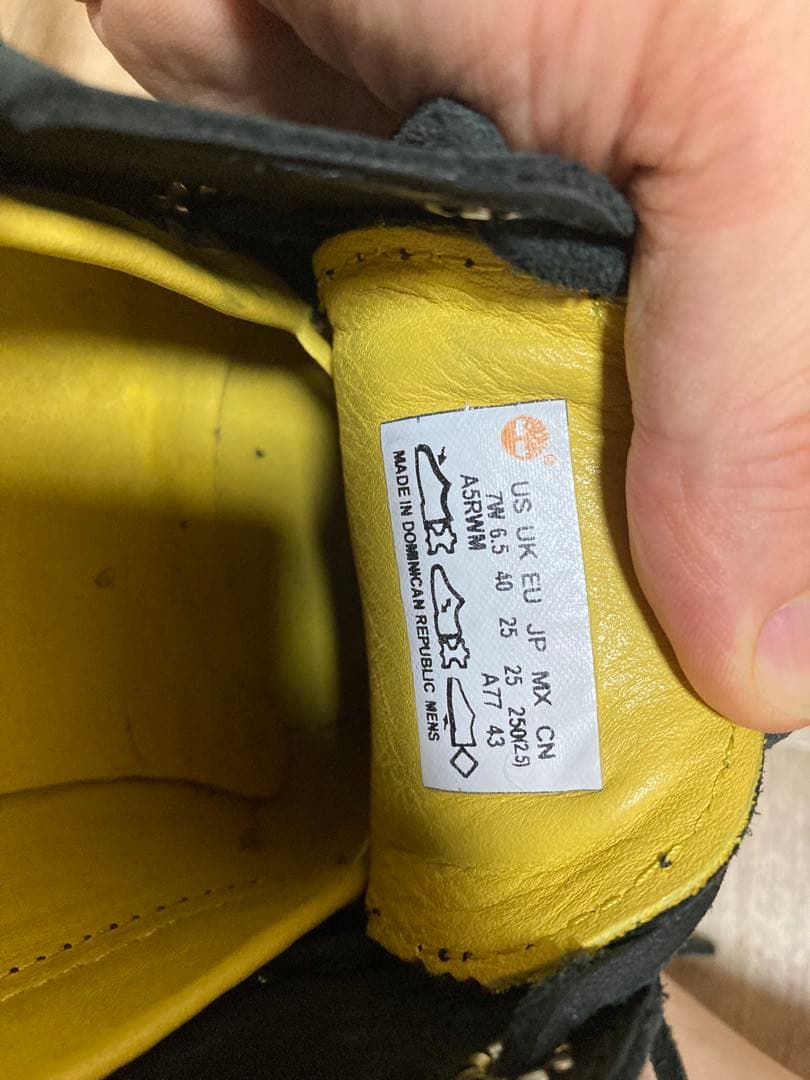 US UK EU JP MX CN
7W 6.5 40 25 25 250(2.5)
A5RWM A77 43
MADE IN DOMINICAN REPUBLIC MENS